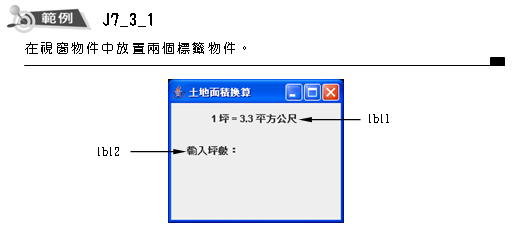 範例 J7_3_1
在視窗物件中放置兩個標籤物件。
土地面積換算
1 坪 = 3.3 平方公尺
lbl1
lbl2
輸入坪數：